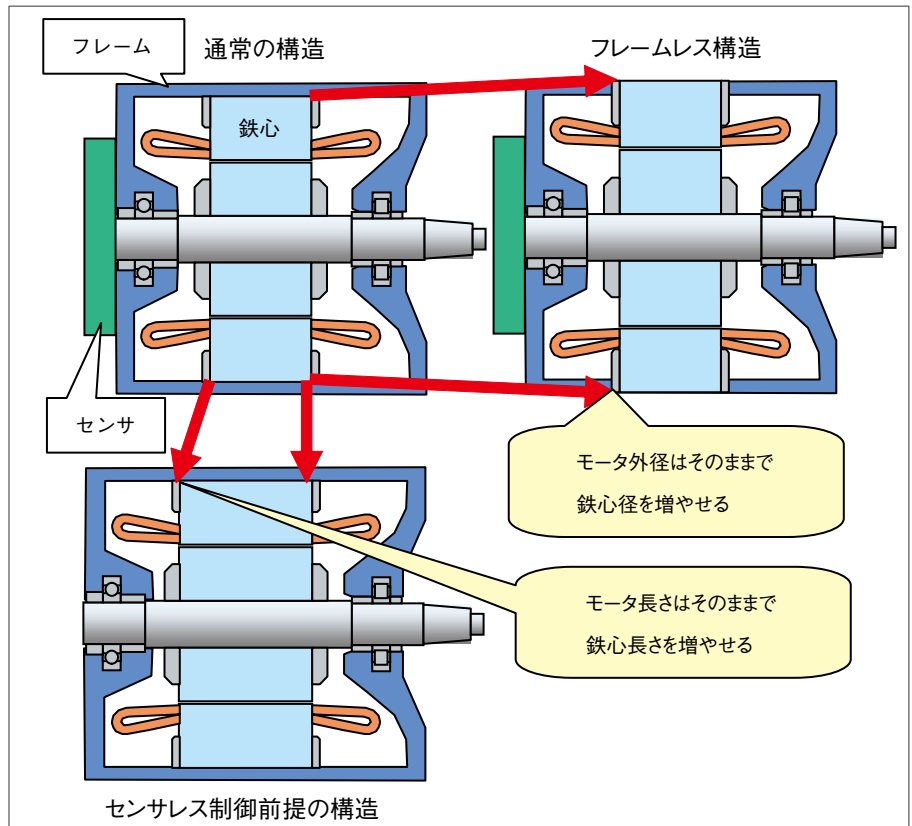 フレーム
通常の構造
フレームレス構造
鉄心
センサ
モータ外径はそのままで
鉄心径を増やせる
モータ長さはそのままで
鉄心長さを増やせる
センサレス制御前提の構造